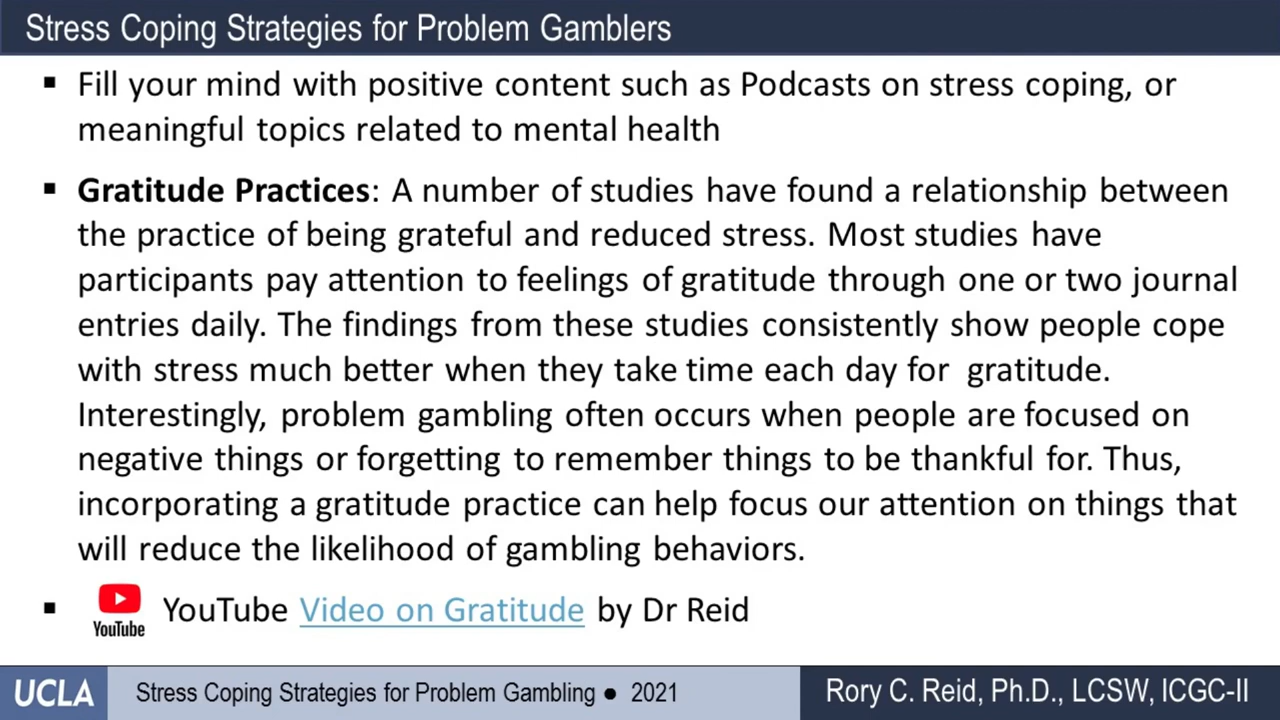 Stress Coping Strategies for Problem Gamblers
▪ Fill your mind with positive content such as Podcasts on stress coping, or
meaningful topics related to mental health
▪ Gratitude Practices: A number of studies have found a relationship between
the practice of being grateful and reduced stress. Most studies have
participants pay attention to feelings of gratitude through one or two journal
entries daily. The findings from these studies consistently show people cope
with stress much better when they take time each day for  gratitude.
Interestingly, problem gambling often occurs when people are focused on
negative things or forgetting to remember things to be thankful for. Thus,
incorporating a gratitude practice can help focus our attention on things that
will reduce the likelihood of gambling behaviors.
▪ YouTube YouTube Video on Gratitude by Dr Reid
UCLA Stress Coping Strategies for Problem Gambling ● 2021 Rory C. Reid, Ph.D., LCSW, ICGC-II